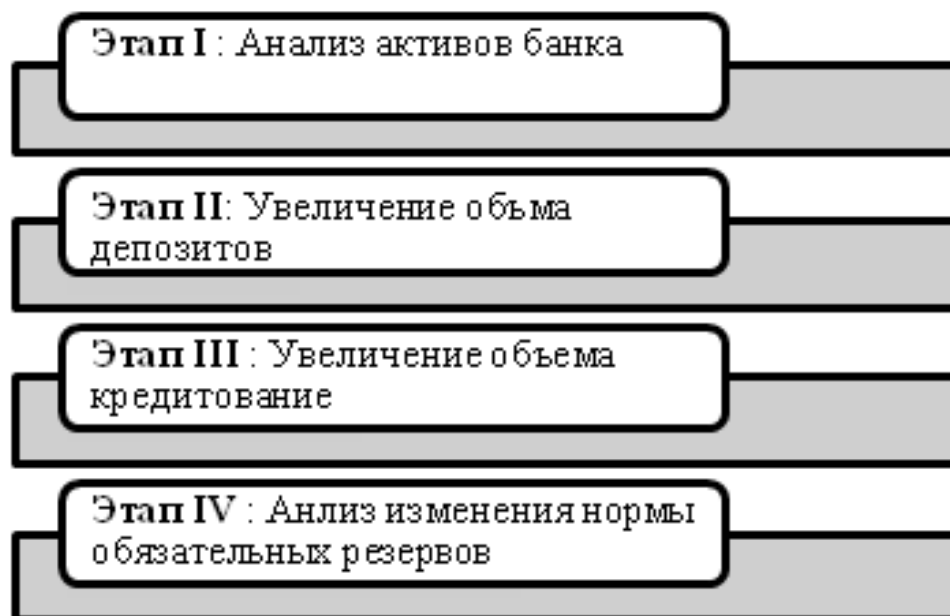 Этап I : Анализ активов банка
Этап II: Увеличение объма
депозитов
Этап III : Увеличение объема
кредитование
Этап IV : Анлиз изменения нормы
обязательных резервов